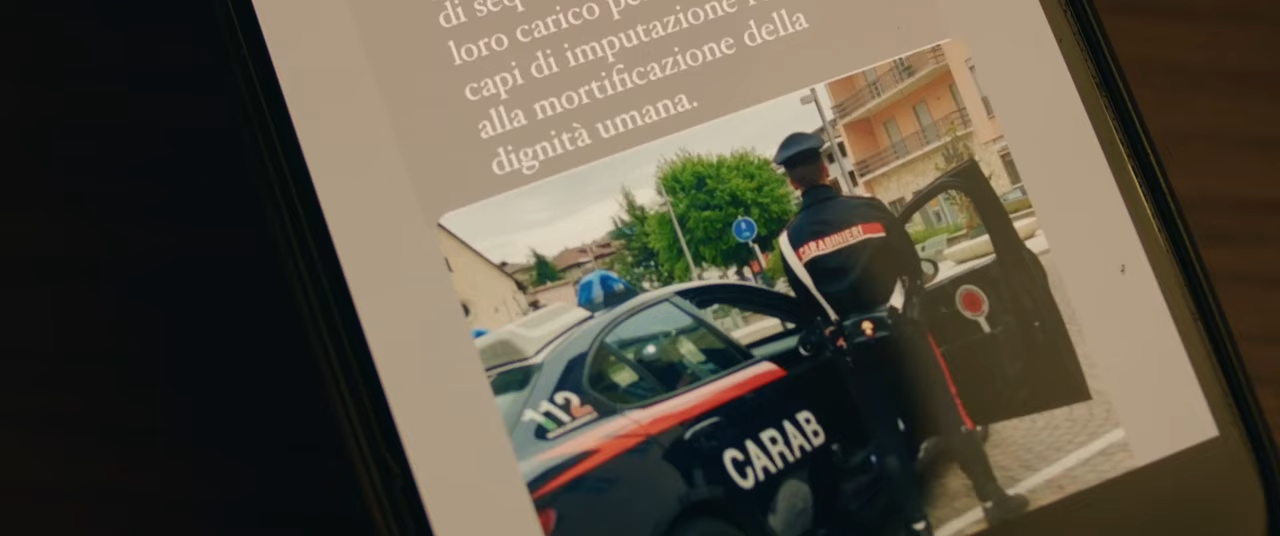 di seq
loro carico pe
capi di imputazione
alla mortificazione della
dignità umana.
CARABINIERI
112
CARAB